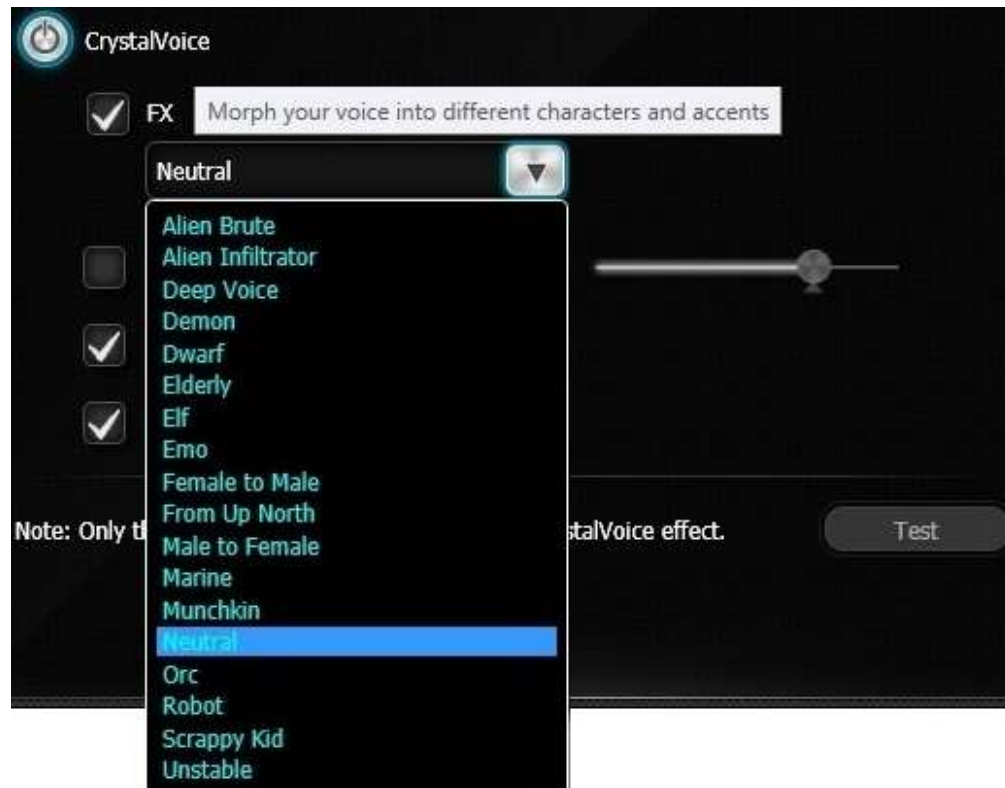 CrystalVoice
FX Morph your voice into different characters and accents
Neutral
Alien Brute
Alien Infiltrator
Deep Voice
Demon
Dwarf
Elderly
Elf
Emo
Female to Male
From Up North
Male to Female
Marine
Munchkin
Neutral
Orc
Robot
Scrappy Kid
Unstable
Note: Only stalVoice effect. Test